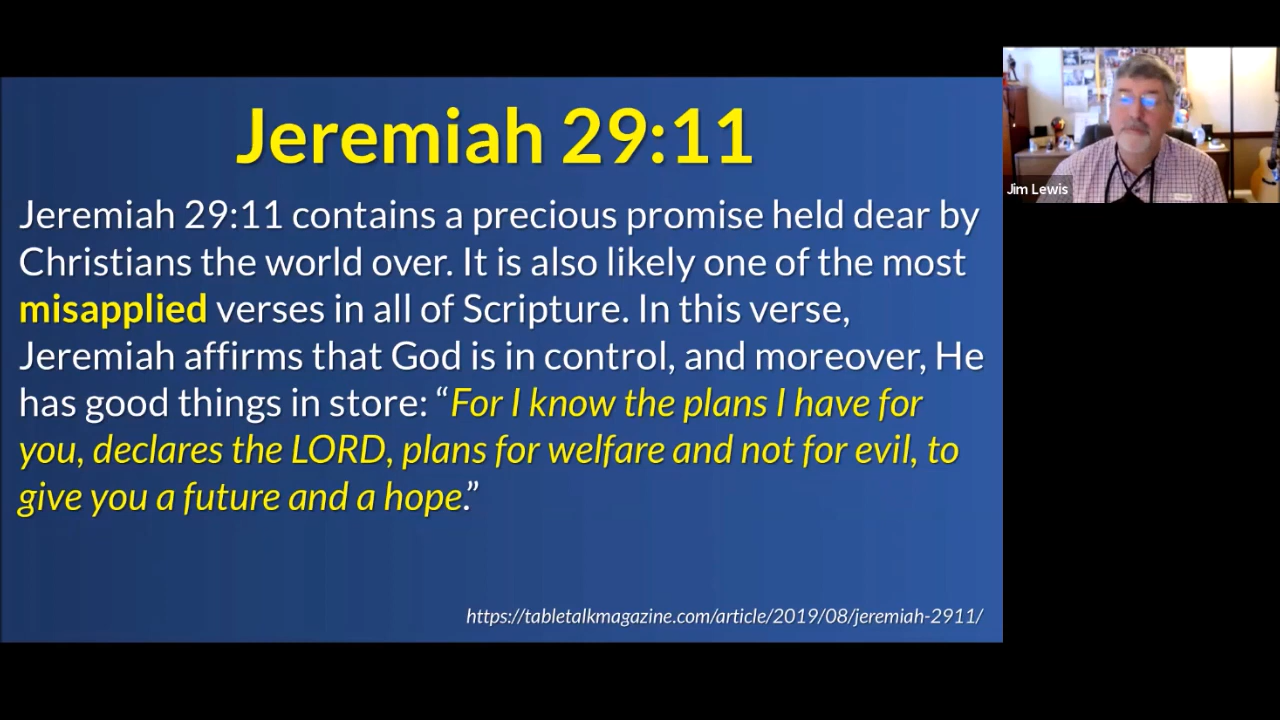 Jeremiah 29:11
Jeremiah 29:11 contains a precious promise held dear by
Christians the world over. It is also likely one of the most
misapplied verses in all of Scripture. In this verse,
Jeremiah affirms that God is in control, and moreover, He
has good things in store: “For I know the plans I have for
you, declares the LORD, plans for welfare and not for evil, to
give you a future and a hope.”
https://tabletalkmagazine.com/article/2019/08/jeremiah-2911/
Jim Lewis